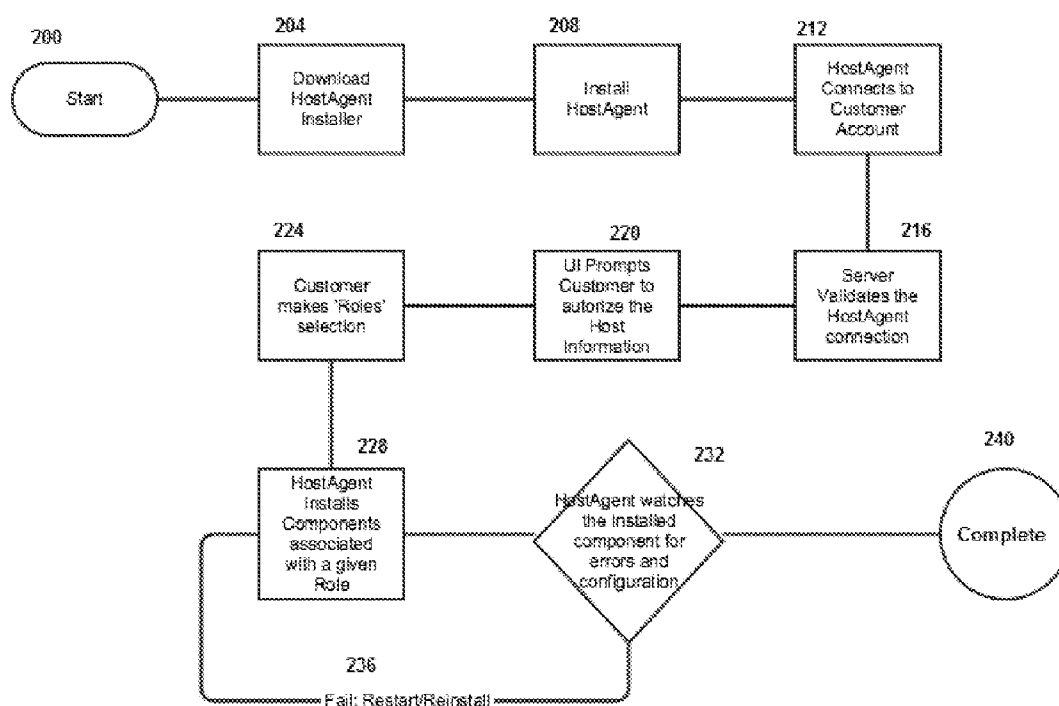 200
Start
204
Download
HostAgent
Installer
208
Install
HostAgent
212
HostAgent
Connects to
Customer
Account
216
Server
Validates the
HostAgent
connection
220
UI Prompts
Customer to
autorize the
Host
Information
224
Customer
makes 'Roles'
selection
228
HostAgent
Installs
Components
associated
with a given
Role
232
HostAgent watches
the installed
component for
errors and
configuration.
236
Fail: Restart/Reinstall
240
Complete